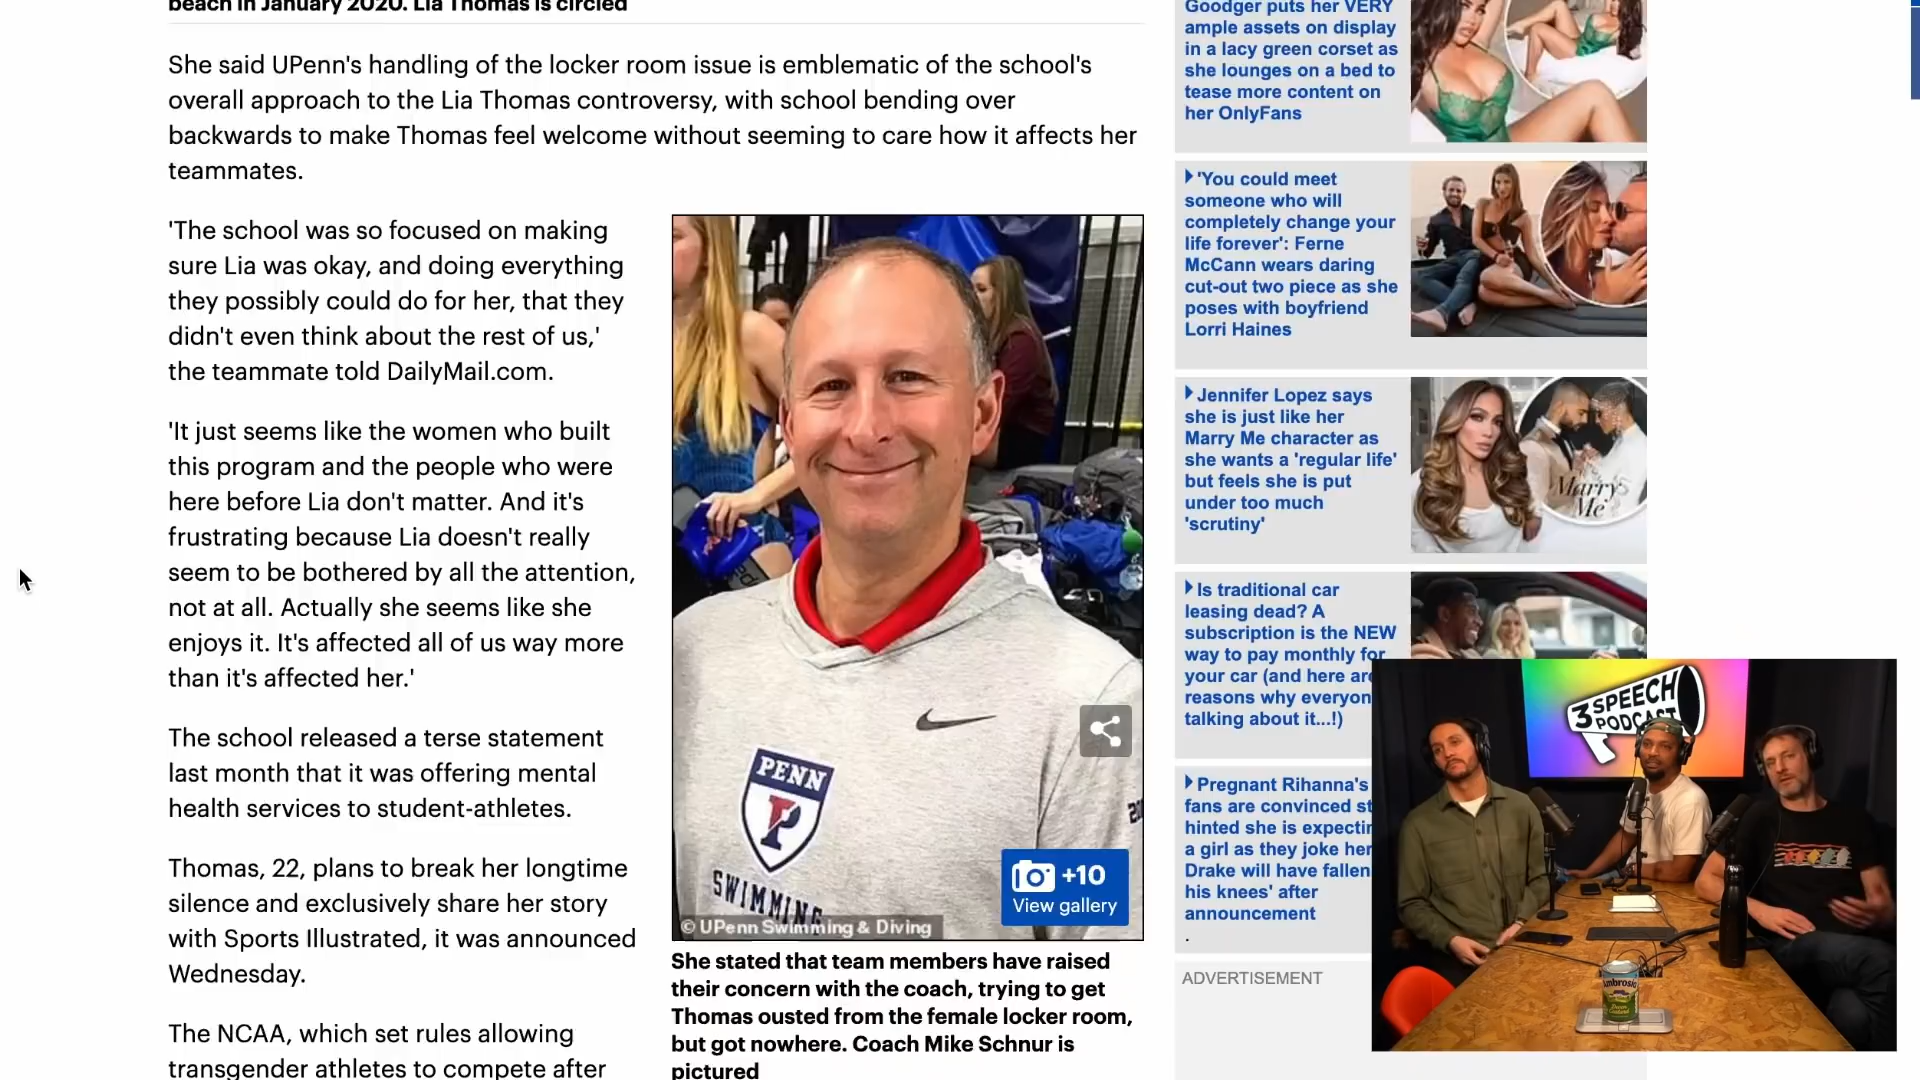 beach in January 2020. Lia Thomas is circled
She said UPenn's handling of the locker room issue is emblematic of the school's
overall approach to the Lia Thomas controversy, with school bending over
backwards to make Thomas feel welcome without seeming to care how it affects her
teammates.
'The school was so focused on making
sure Lia was okay, and doing everything
they possibly could do for her, that they
didn't even think about the rest of us,'
the teammate told DailyMail.com.
'It just seems like the women who built
this program and the people who were
here before Lia don't matter. And it's
frustrating because Lia doesn't really
seem to be bothered by all the attention,
not at all. Actually she seems like she
enjoys it. It's affected all of us way more
than it's affected her.'
The school released a terse statement
last month that it was offering mental
health services to student-athletes.
Thomas, 22, plans to break her longtime
silence and exclusively share her story
with Sports Illustrated, it was announced
Wednesday.
The NCAA, which set rules allowing
transgender athletes to compete after
PENN
P
SWIMMING
+10
View gallery
© UPenn Swimming & Diving
She stated that team members have raised
their concern with the coach, trying to get
Thomas ousted from the female locker room,
but got nowhere. Coach Mike Schnur is
pictured
Goodger puts her VERY
ample assets on display
in a lacy green corset as
she lounges on a bed to
tease more content on
her OnlyFans
'You could meet
someone who will
completely change your
life forever': Ferne
McCann wears daring
cut-out two piece as she
poses with boyfriend
Lorri Haines
Jennifer Lopez says
she is just like her
Marry Me character as
she wants a 'regular life'
but feels she is put
under too much
'scrutiny'
Marry
Me
Is traditional car
leasing dead? A
subscription is the NEW
way to pay monthly for
your car (and here are
reasons why everyon
talking about it...!)
Pregnant Rihanna's
fans are convinced st
hinted she is expectin
a girl as they joke her
Drake will have fallen
his knees' after
announcement
.
ADVERTISEMENT
3 SPEECH
PODCAST
Ambrosia